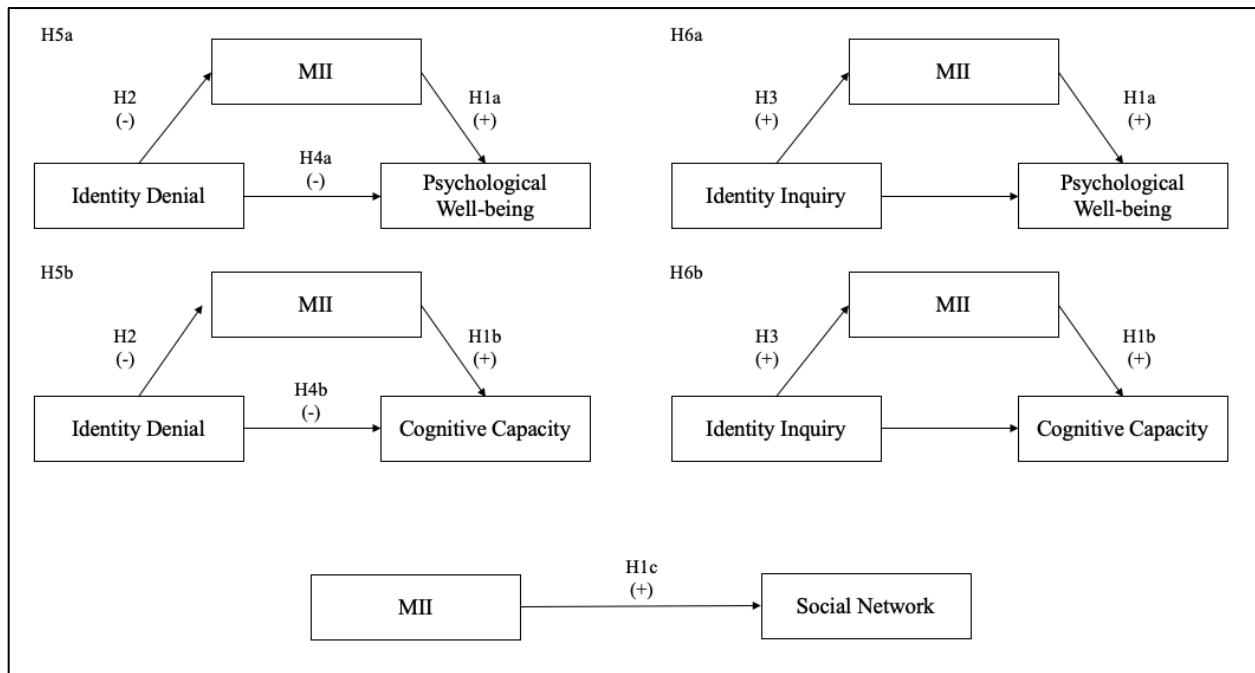 H5a
MII
H2
(-)
H1a
(+)
H4a
(-)
Identity Denial
Psychological
Well-being
H6a
MII
H3
(+)
H1a
(+)
Identity Inquiry
Psychological
Well-being
H5b
MII
H2
(-)
H1b
(+)
H4b
(-)
Identity Denial
Cognitive Capacity
H6b
MII
H3
(+)
H1b
(+)
Identity Inquiry
Cognitive Capacity
MII
H1c
(+)
Social Network